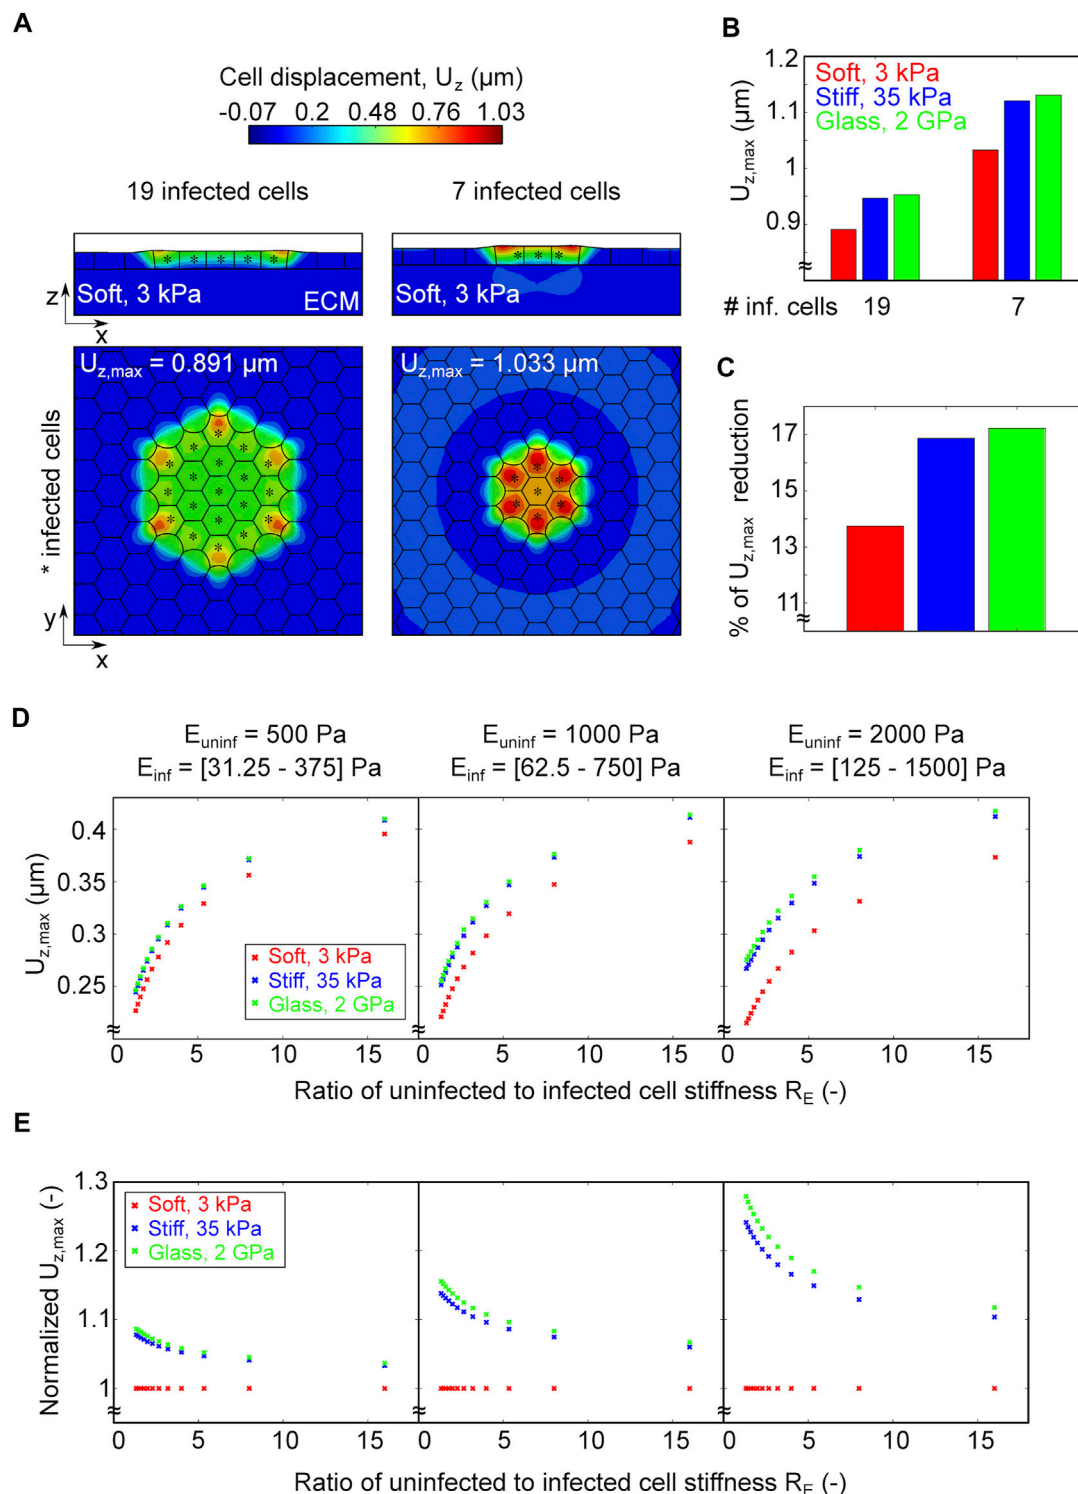 A
Cell displacement, Uz (µm)
-0.07 0.2 0.48 0.76 1.03
19 infected cells
7 infected cells
Soft, 3 kPa
ECM
Soft, 3 kPa
z
x
Uz,max = 0.891 µm
Uz,max = 1.033 µm
* infected cells
y
x
B
Uz,max (µm)
1.2
1.1
1
0.9
Soft, 3 kPa
Stiff, 35 kPa
Glass, 2 GPa
# inf. cells 19 7
C
% of Uz,max reduction
17
15
13
11
D
Euninf = 500 Pa
Einf = [31.25 - 375] Pa
Euninf = 1000 Pa
Einf = [62.5 - 750] Pa
Euninf = 2000 Pa
Einf = [125 - 1500] Pa
Uz,max (µm)
0.4
0.35
0.3
0.25
Soft, 3 kPa
Stiff, 35 kPa
Glass, 2 GPa
0 5 10 15 0 5 10 15 0 5 10 15
Ratio of uninfected to infected cell stiffness RE (-)
E
Normalized Uz,max (-)
1.3
1.2
1.1
1
Soft, 3 kPa
Stiff, 35 kPa
Glass, 2 GPa
0 5 10 15 0 5 10 15 0 5 10 15
Ratio of uninfected to infected cell stiffness RE (-)